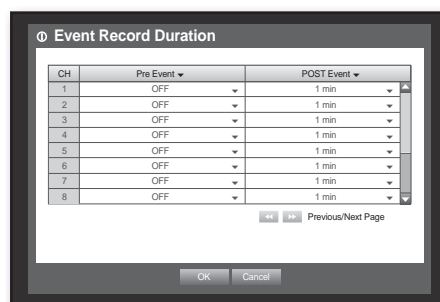 Event Record Duration
CH Pre Event POST Event
1 OFF 1 min
2 OFF 1 min
3 OFF 1 min
4 OFF 1 min
5 OFF 1 min
6 OFF 1 min
7 OFF 1 min
8 OFF 1 min
Previous/Next Page
OK Cancel